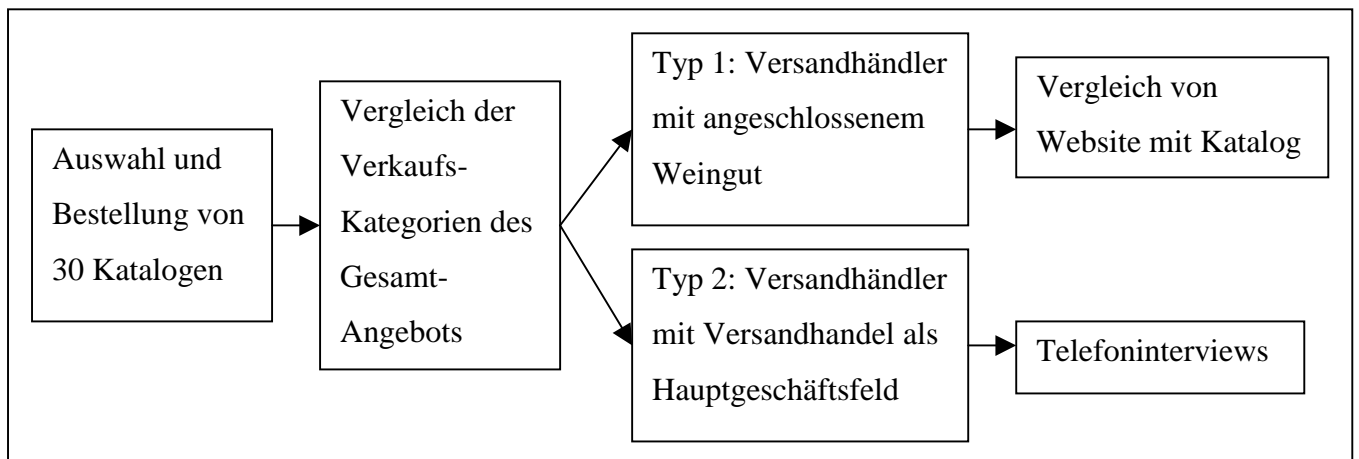 Auswahl und
Bestellung von
30 Katalogen
Vergleich der
Verkaufs-
Kategorien des
Gesamt-
Angebots
Typ 1: Versandhändler
mit angeschlossenem
Weingut
Vergleich von
Website mit Katalog
Typ 2: Versandhändler
mit Versandhandel als
Hauptgeschäftsfeld
Telefoninterviews